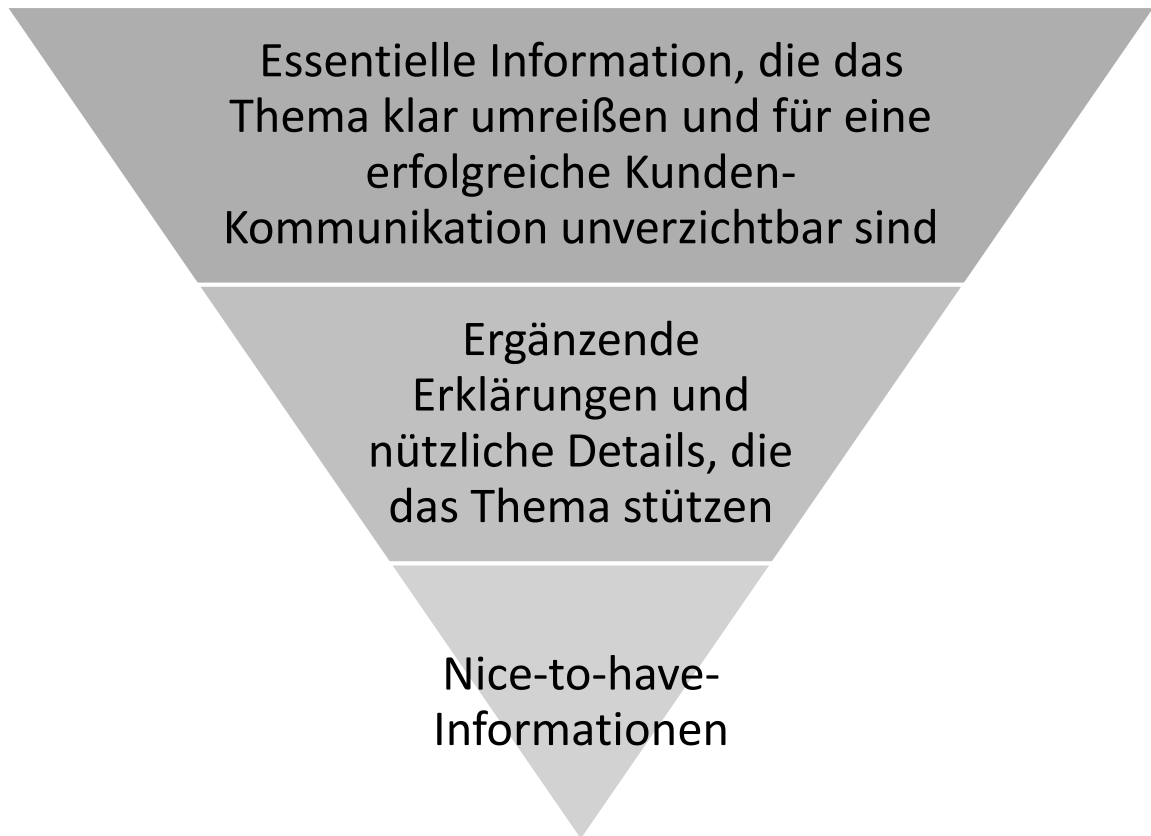 Essentielle Information, die das
Thema klar umreißen und für eine
erfolgreiche Kunden-
Kommunikation unverzichtbar sind
Ergänzende
Erklärungen und
nützliche Details, die
das Thema stützen
Nice-to-have-
Informationen